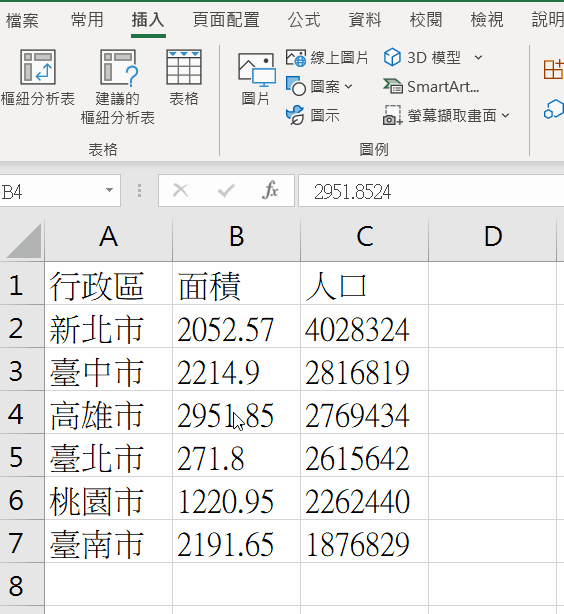 檔案 常用 插入 頁面配置 公式 資料 校閱 檢視 說明
樞紐分析表 建議的 樞紐分析表 表格 圖片 線上圖片 圖案 圖示 3D 模型 SmartArt... 螢幕擷取畫面
表格 圖例
B4 fx 2951.8524
A B C D
1 行政區 面積 人口
2 新北市 2052.57 4028324
3 臺中市 2214.9 2816819
4 高雄市 2951.85 2769434
5 臺北市 271.8 2615642
6 桃園市 1220.95 2262440
7 臺南市 2191.65 1876829
8